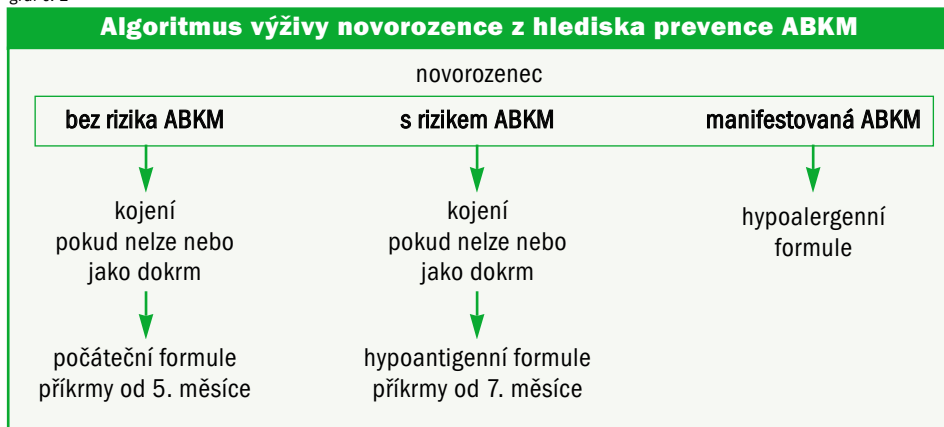 Algoritmus výživy novorozence z hlediska prevence ABKM
novorozenec
bez rizika ABKM
s rizikem ABKM
manifestovaná ABKM
kojení
pokud nelze nebo
jako dokrm
kojení
pokud nelze nebo
jako dokrm
hypoalergenní
formule
počáteční formule
příkrmy od 5. měsíce
hypoantigenní formule
příkrmy od 7. měsíce